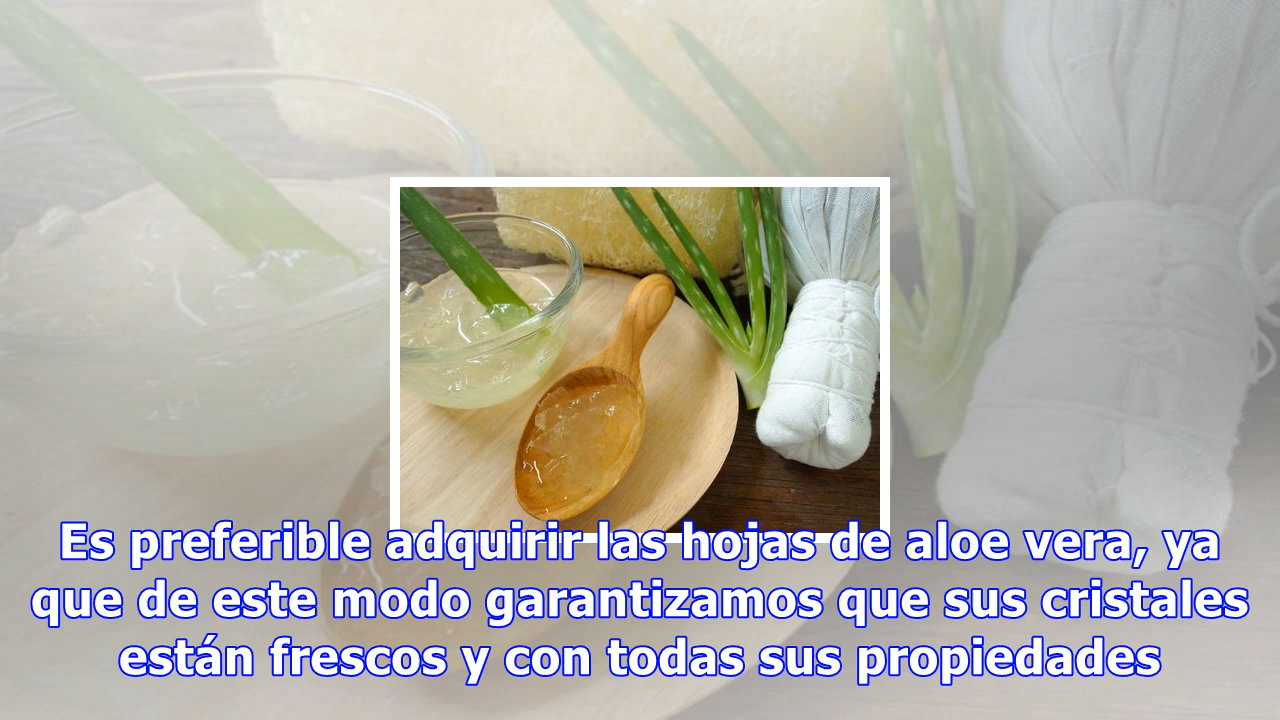 Es preferible adquirir las hojas de aloe vera, ya
que de este modo garantizamos que sus cristales
están frescos y con todas sus propiedades